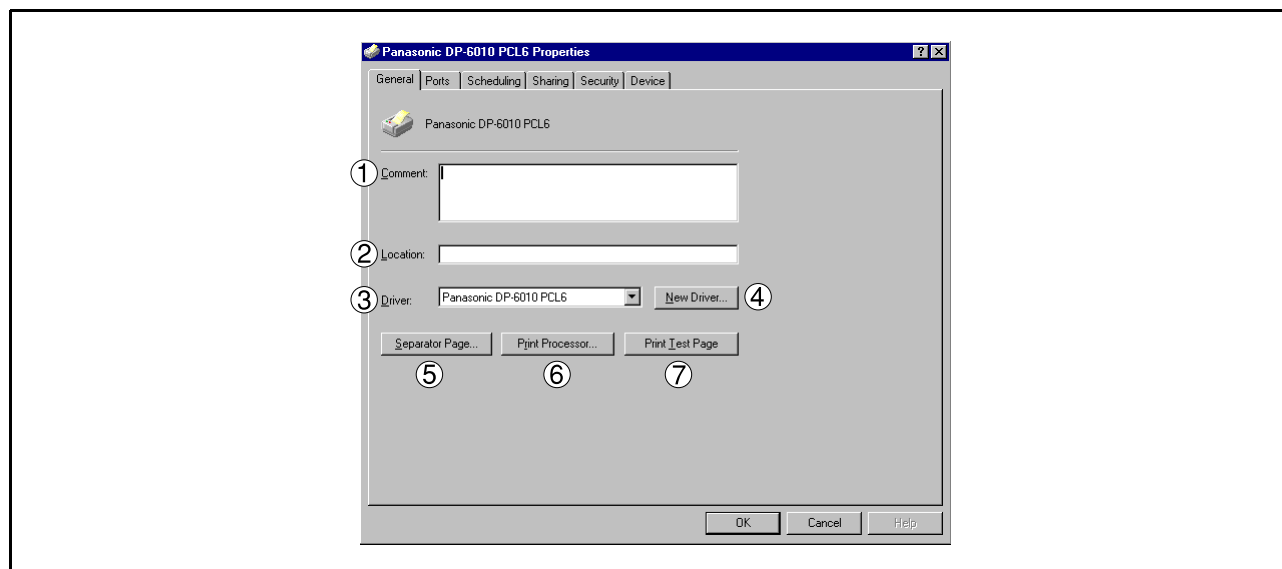 Panasonic DP-6010 PCL6 Properties
General Ports Scheduling Sharing Security Device
Panasonic DP-6010 PCL6
① Comment:
② Location:
③ Driver: Panasonic DP-6010 PCL6 New Driver... ④
Separator Page... Print Processor... Print Test Page
⑤ ⑥ ⑦
OK Cancel Help